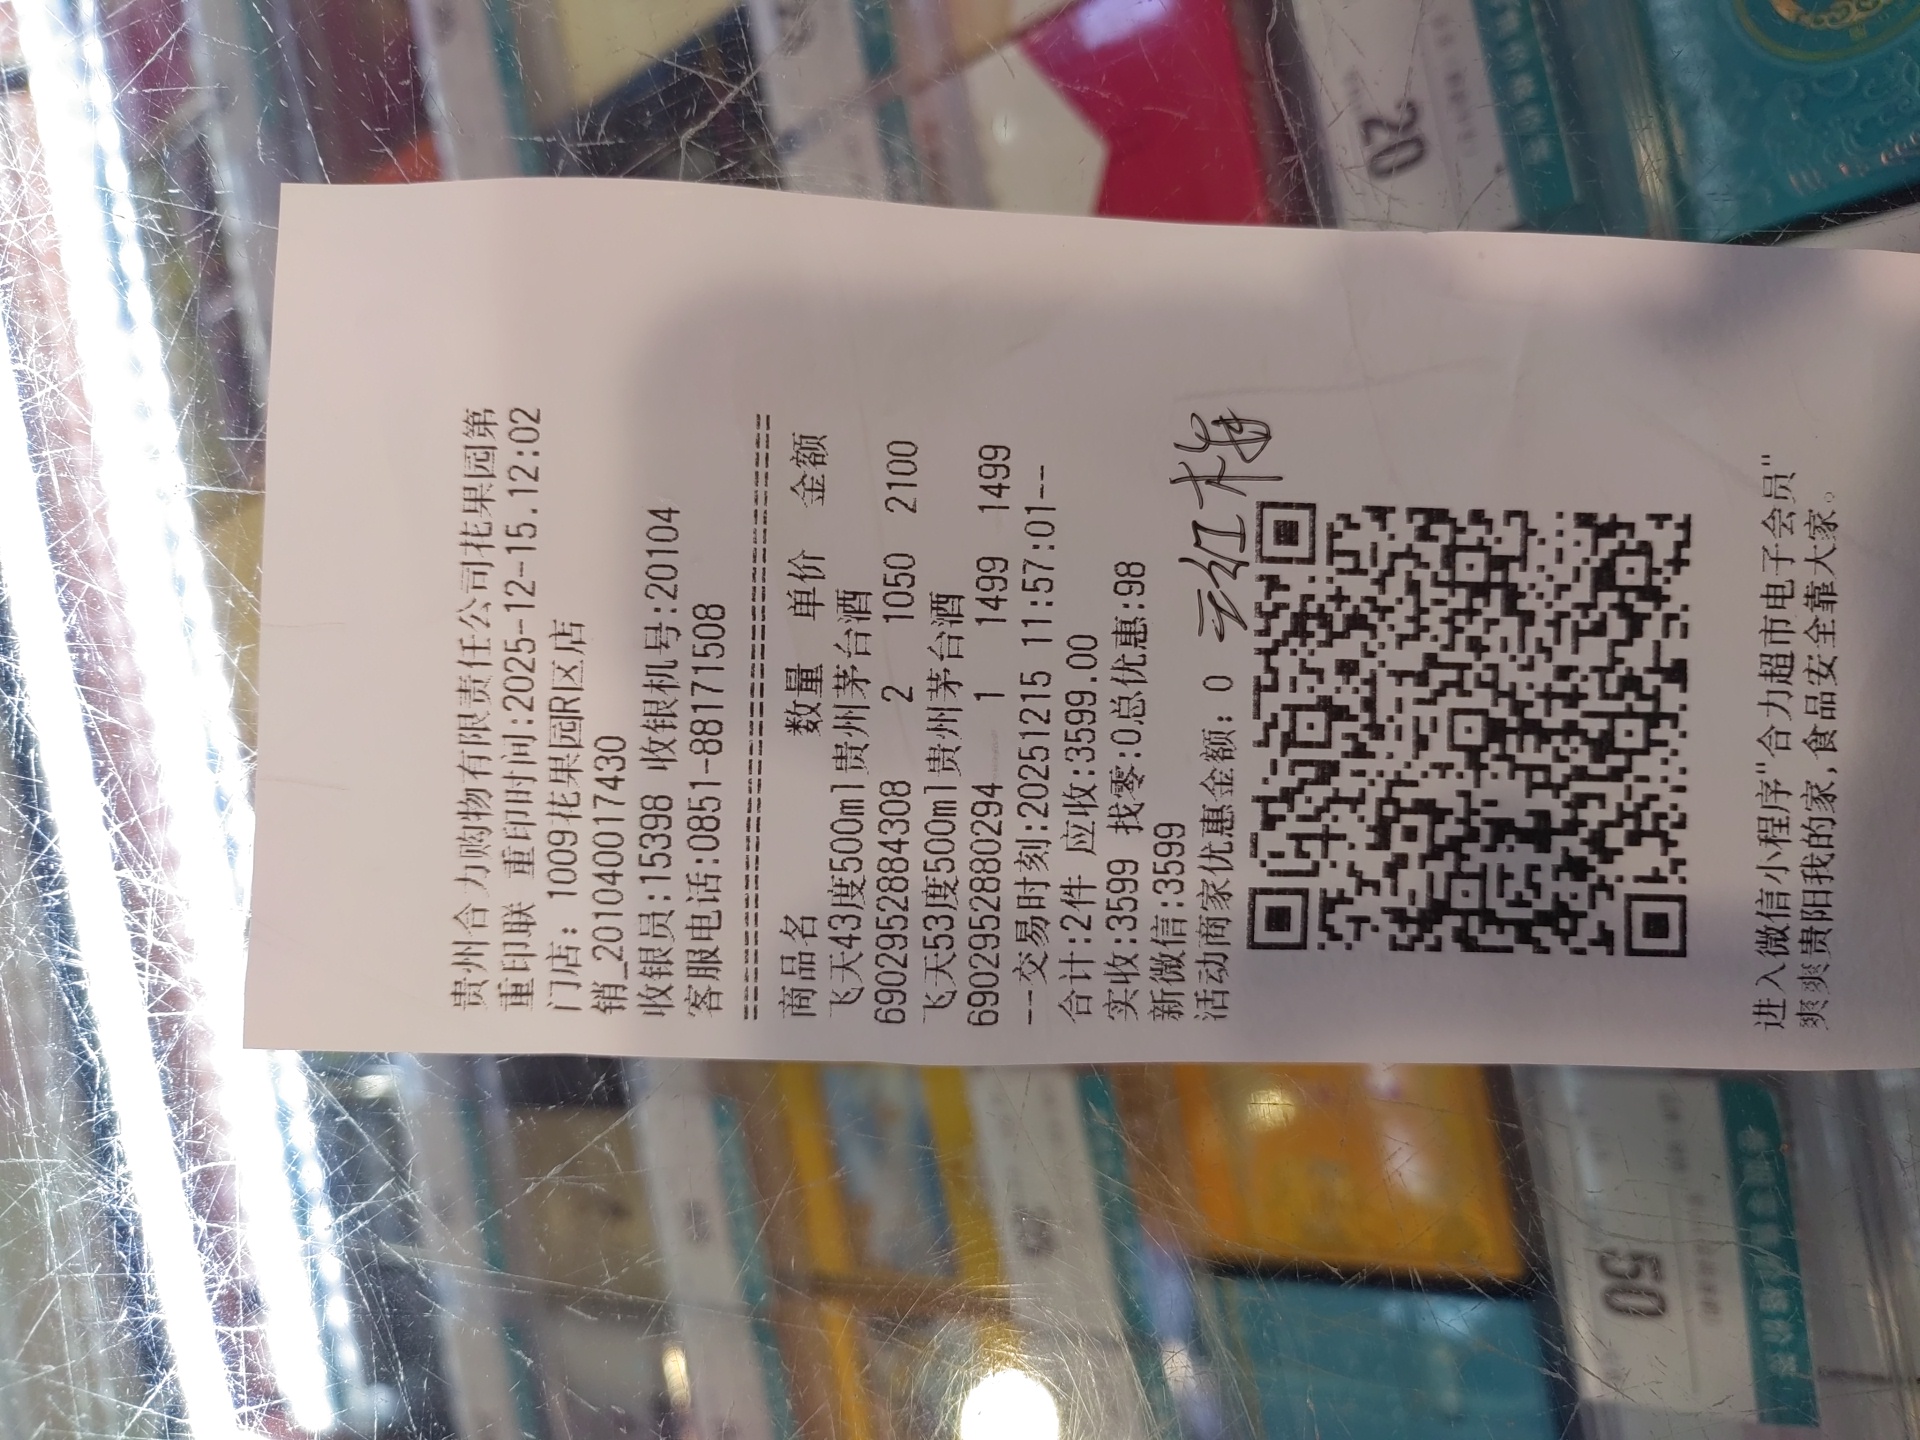 贵州合力购物有限责任公司花果园第
重印联 重印时间:2025-12-15.12:02
门店: 1009花果园R区店
销_2010400017430
收银员:15398 收银机号:20104
客服电话:0851-88171508
================================
商品名 数量 单价 金额
飞天43度500ml贵州茅台酒
6902952884308 2 1050 2100
飞天53度500ml贵州茅台酒
6902952880294 1 1499 1499
--交易时刻:20251215 11:57:01--
合计:2件 应收:3599.00
实收:3599 找零:0总优惠:98
新微信:3599
活动商家优惠金额: 0
红梅
进入微信小程序"合力超市电子会员"
爽爽贵阳我的家,食品安全靠大家。
50
50